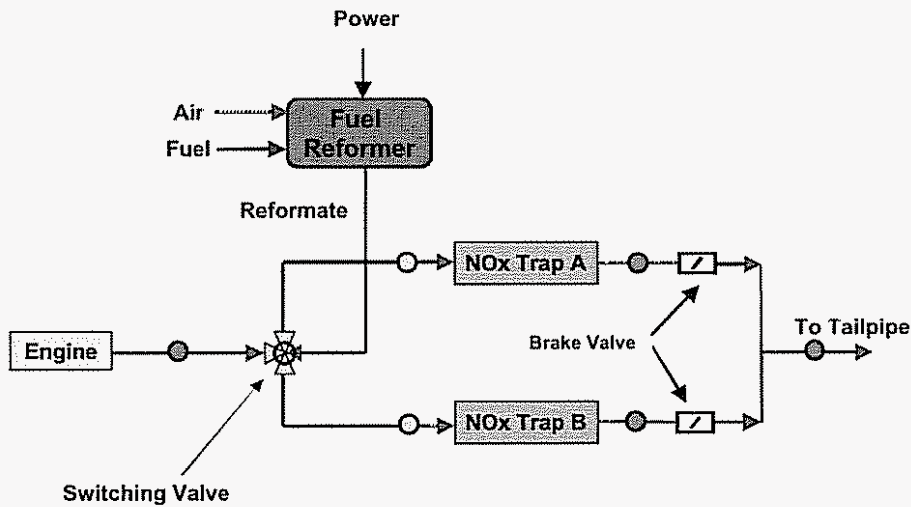 Power
Air
Fuel
Fuel
Reformer
Reformate
NOx Trap A
Engine
Brake Valve
To Tailpipe
NOx Trap B
Switching Valve